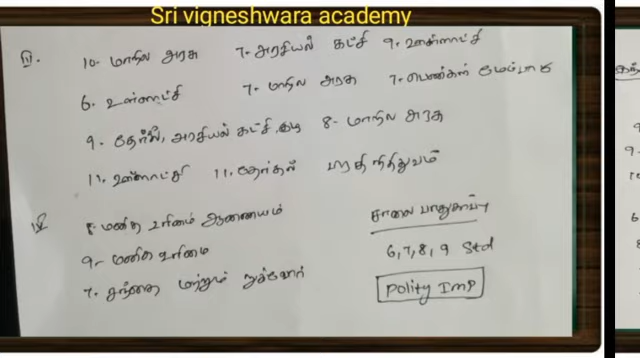 Sri vigneshwara academy
III. 10- மாநில அரசு 7- அரசியல் கட்சி 9- உள்ளாட்சி
6- உள்ளாட்சி 7- மாநில அரசு 7- பெண்கள் மேம்பாடு
9- தேர்தல், அரசியல் கட்சி, 8- மாநில அரசு
11- உள்ளாட்சி 11- தேர்தல் பிரதிநிதித்துவம்
IV 8- மனித உரிமை ஆணையம்
சாலை பாதுகாப்பு
9- மனித உரிமை
6,7,8,9 Std
7- சந்தை மற்றும் நுகர்வோர்
Polity Imp